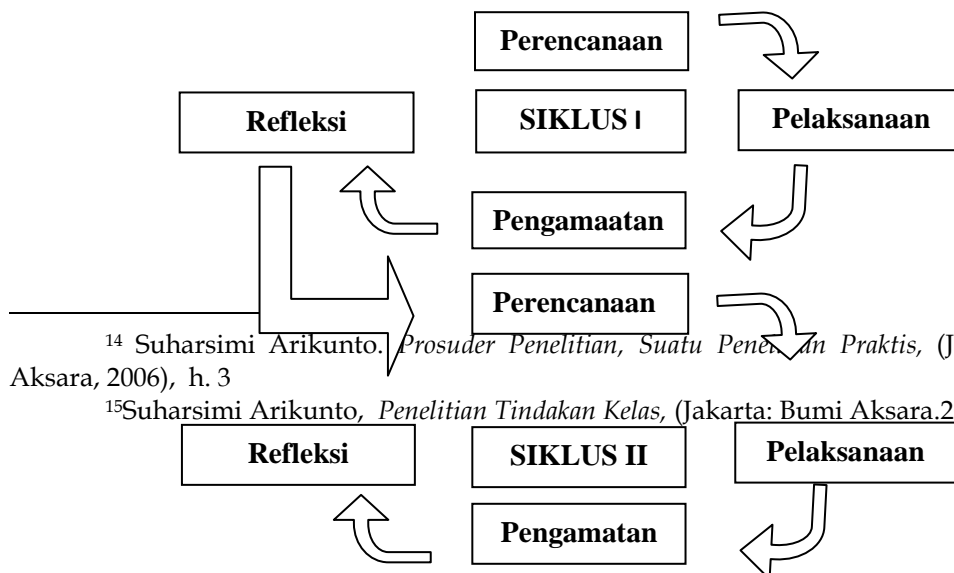 Perencanaan
Refleksi
SIKLUS I
Pelaksanaan
Pengamaatan
Perencanaan
14 Suharsimi Arikunto. Prosuder Penelitian, Suatu Praktis, (J
Aksara, 2006), h. 3
15Suharsimi Arikunto, Penelitian Tindakan Kelas, (Jakarta: Bumi Aksara.2
Refleksi
SIKLUS II
Pelaksanaan
Pengamatan